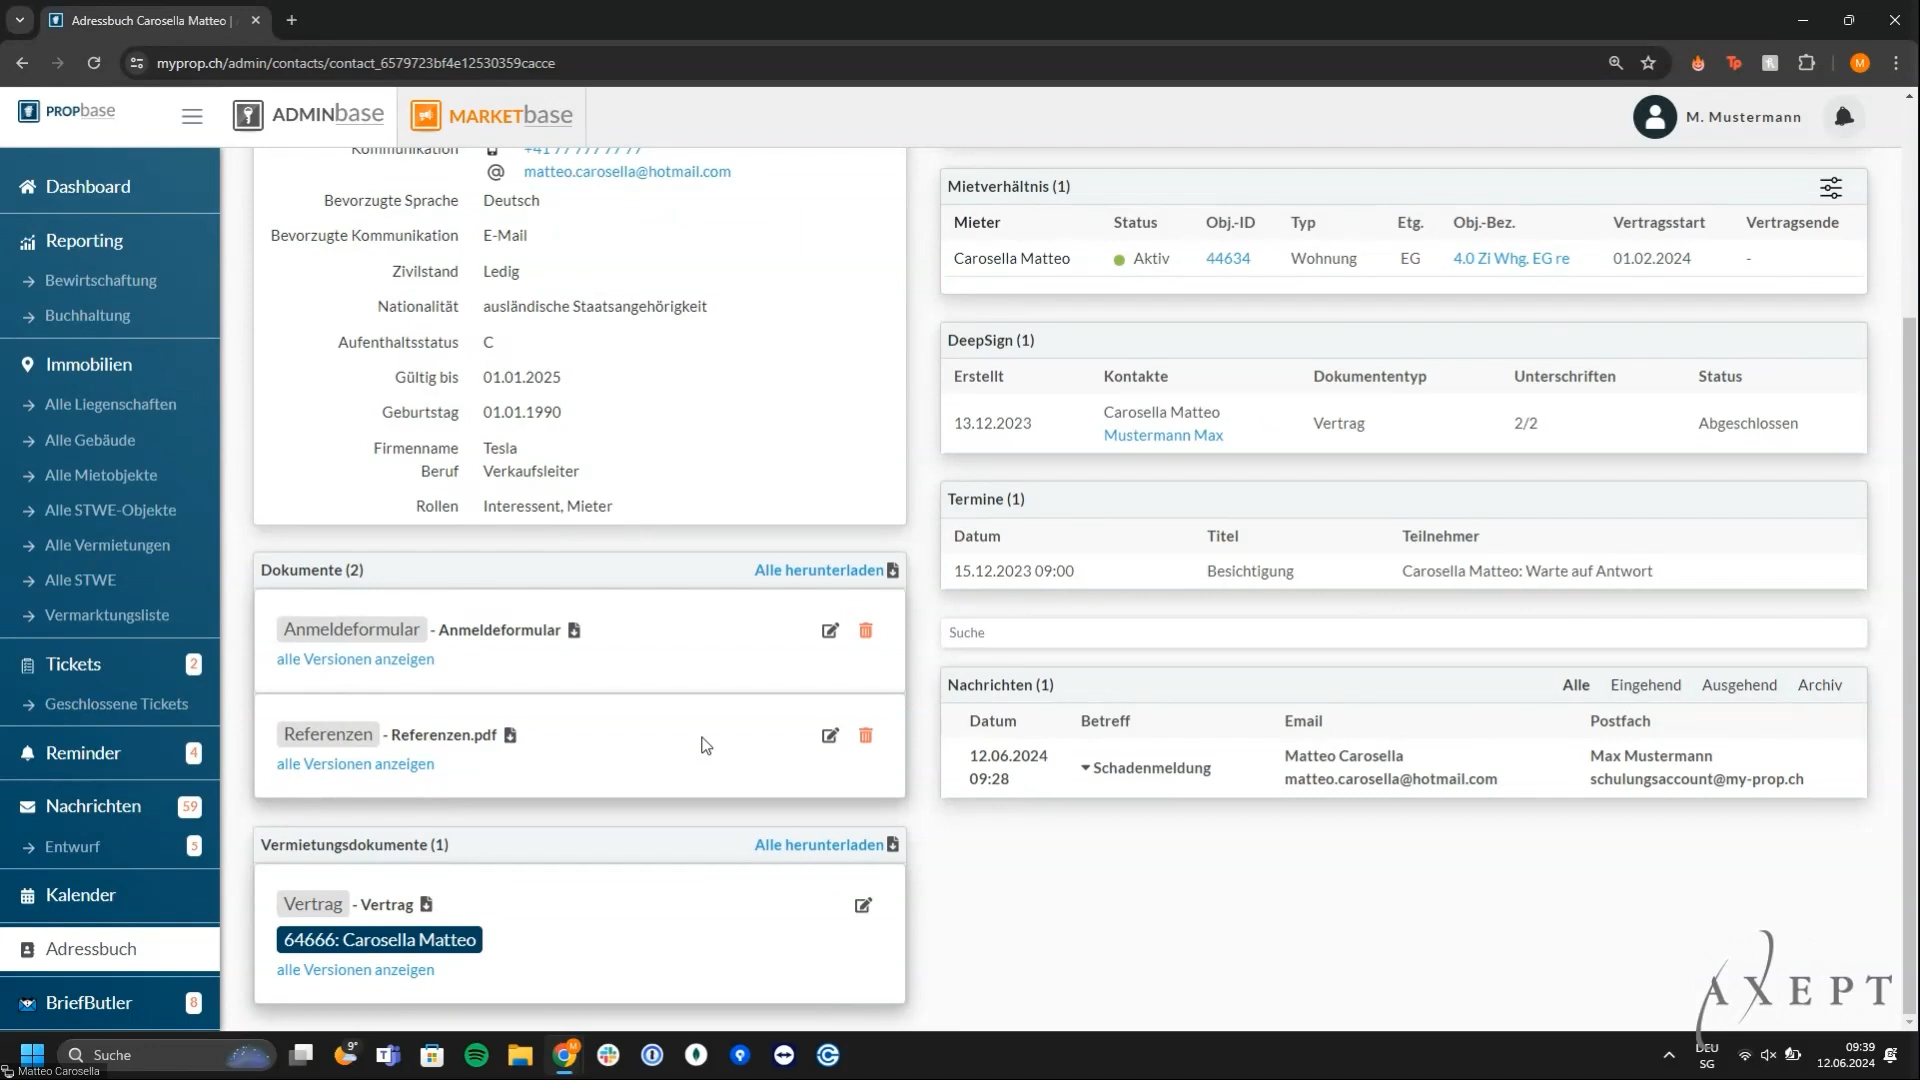 Adressbuch Carosella Matteo |
myprop.ch/admin/contacts/contact_6579723bf4e12530359cacce
M
PROPbase
ADMINbase
MARKETbase
M. Mustermann
Dashboard
Reporting
Bewirtschaftung
Buchhaltung
Immobilien
Alle Liegenschaften
Alle Gebäude
Alle Mietobjekte
Alle STWE-Objekte
Alle Vermietungen
Alle STWE
Vermarktungsliste
Tickets 2
Geschlossene Tickets
Reminder 4
Nachrichten 59
Entwurf 5
Kalender
Adressbuch
BriefButler 8
Kommunikation +41 77 777 77 77
@ matteo.carosella@hotmail.com
Bevorzugte Sprache Deutsch
Bevorzugte Kommunikation E-Mail
Zivilstand Ledig
Nationalität ausländische Staatsangehörigkeit
Aufenthaltsstatus C
Gültig bis 01.01.2025
Geburtstag 01.01.1990
Firmenname Tesla
Beruf Verkaufsleiter
Rollen Interessent, Mieter
Dokumente (2) Alle herunterladen
Anmeldeformular - Anmeldeformular
alle Versionen anzeigen
Referenzen - Referenzen.pdf
alle Versionen anzeigen
Vermietungsdokumente (1) Alle herunterladen
Vertrag - Vertrag
64666: Carosella Matteo
alle Versionen anzeigen
Mietverhältnis (1)
Mieter Status Obj.-ID Typ Etg. Obj.-Bez. Vertragsstart Vertragsende
Carosella Matteo Aktiv 44634 Wohnung EG 4.0 Zi Whg. EG re 01.02.2024 -
DeepSign (1)
Erstellt Kontakte Dokumententyp Unterschriften Status
13.12.2023 Carosella Matteo Vertrag 2/2 Abgeschlossen
Mustermann Max
Termine (1)
Datum Titel Teilnehmer
15.12.2023 09:00 Besichtigung Carosella Matteo: Warte auf Antwort
Suche
Nachrichten (1) Alle Eingehend Ausgehend Archiv
Datum Betreff Email Postfach
12.06.2024 Matteo Carosella Max Mustermann
09:28 Schadenmeldung matteo.carosella@hotmail.com schulungsaccount@my-prop.ch
AXEPT
Suche
9°
DEU 09:39
SG 12.06.2024
Matteo Carosella